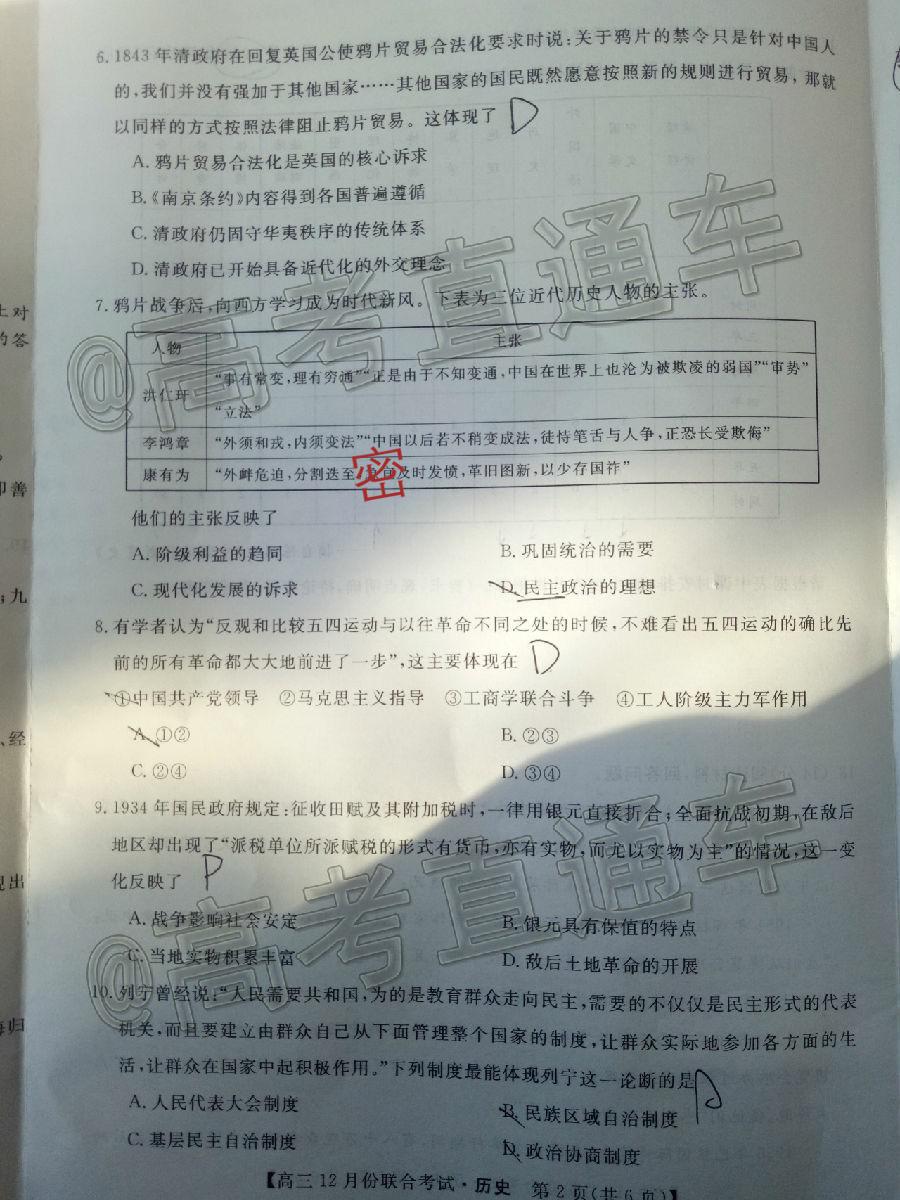 6. 1843 年清政府在回复英国公使鸦片贸易合法化要求时说：关于鸦片的禁令只是针对中国人
的，我们并没有强加于其他国家……其他国家的国民既然愿意按照新的规则进行贸易，那就
以同样的方式按照法律阻止鸦片贸易。这体现了 D
A. 鸦片贸易合法化是英国的核心诉求
B.《南京条约》内容得到各国普遍遵循
C. 清政府仍固守华夷秩序的传统体系
D. 清政府已开始具备近代化的外交理念
7. 鸦片战争后，向西方学习成为时代新风。下表为三位近代历史人物的主张。
人物 主张
洪仁玕 “事有常变，理有穷通”“正是由于不知变通，中国在世界上也沦为被欺凌的弱国”“审势”
“立法”
李鸿章 “外须和戎，内须变法”“中国以后若不稍变成法，徒恃笔舌与人争，正恐长受欺侮”
康有为 “外衅危迫，分割迭至，急宜及时发愤，革旧图新，以少存国祚”
密
他们的主张反映了
A. 阶级利益的趋同
B. 巩固统治的需要
C. 现代化发展的诉求
D. 民主政治的理想
8. 有学者认为“反观和比较五四运动与以往革命不同之处的时候，不难看出五四运动的确比先
前的所有革命都大大地前进了一步”，这主要体现在 D
①中国共产党领导 ②马克思主义指导 ③工商学联合斗争 ④工人阶级主力军作用
A. ①②
B. ②③
C. ②④
D. ③④
9. 1934 年国民政府规定：征收田赋及其附加税时，一律用银元直接折合；全面抗战初期，在敌后
地区却出现了“派税单位所派赋税的形式有货币，亦有实物，而尤以实物为主”的情况，这一变
化反映了
A. 战争影响社会安定
B. 银元具有保值的特点
C. 当地实物积累丰富
D. 敌后土地革命的开展
10. 列宁曾经说：“人民需要共和国，为的是教育群众走向民主，需要的不仅仅是民主形式的代表
机关，而且要建立由群众自己从下面管理整个国家的制度，让群众实际地参加各方面的生
活，让群众在国家中起积极作用。”下列制度最能体现列宁这一论断的是
A. 人民代表大会制度
B. 民族区域自治制度
C. 基层民主自治制度
D. 政治协商制度
【高三 12 月份联合考试·历史 第 2 页（共 6 页）】
@高考直通车
@高考直通车
上对
的答
即善
；九
、经
现出
海归